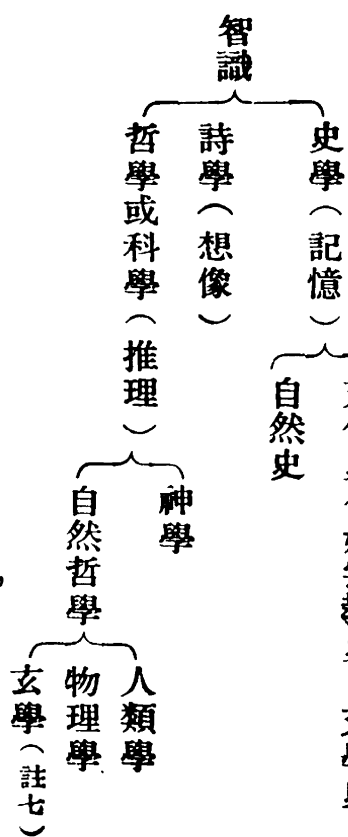 智識
史學（記憶）
自然史
詩學（想像）
哲學或科學（推理）
神學
自然哲學
人類學
物理學
玄學（註七）